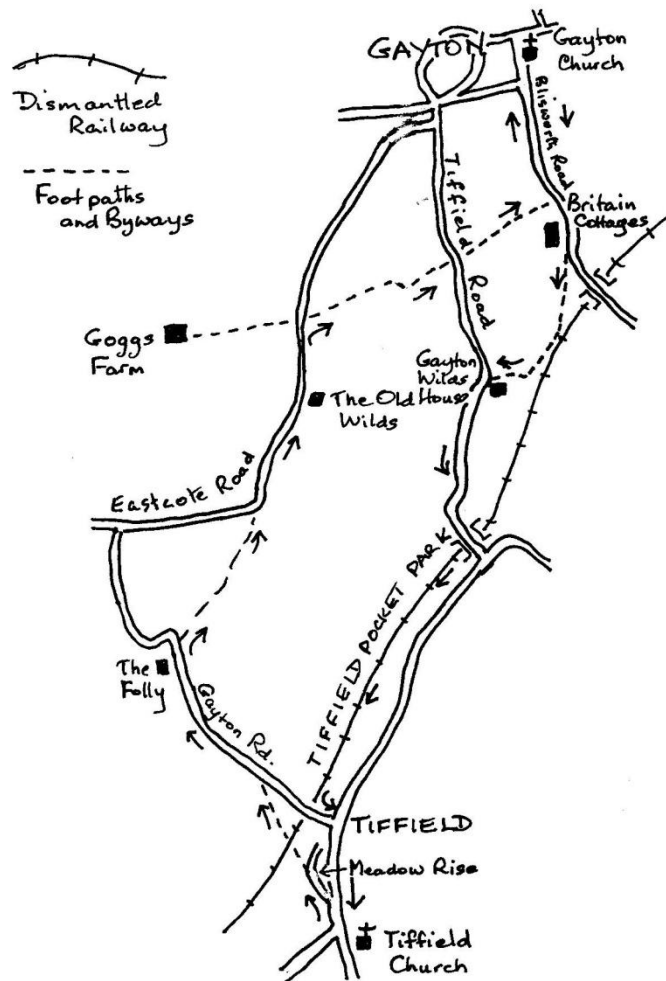 GAYTON
Gayton
Church
Dismantled
Railway
Blisworth Road
Footpaths
and Byways
Tiffield
Road
Britain
Cottages
Goggs
Farm
Gayton
Wilds
The Old House
Wilds
Eastcote Road
TIFFIELD POCKET PARK
The
Folly
Gayton Rd.
TIFFIELD
Meadow Rise
Tiffield
Church